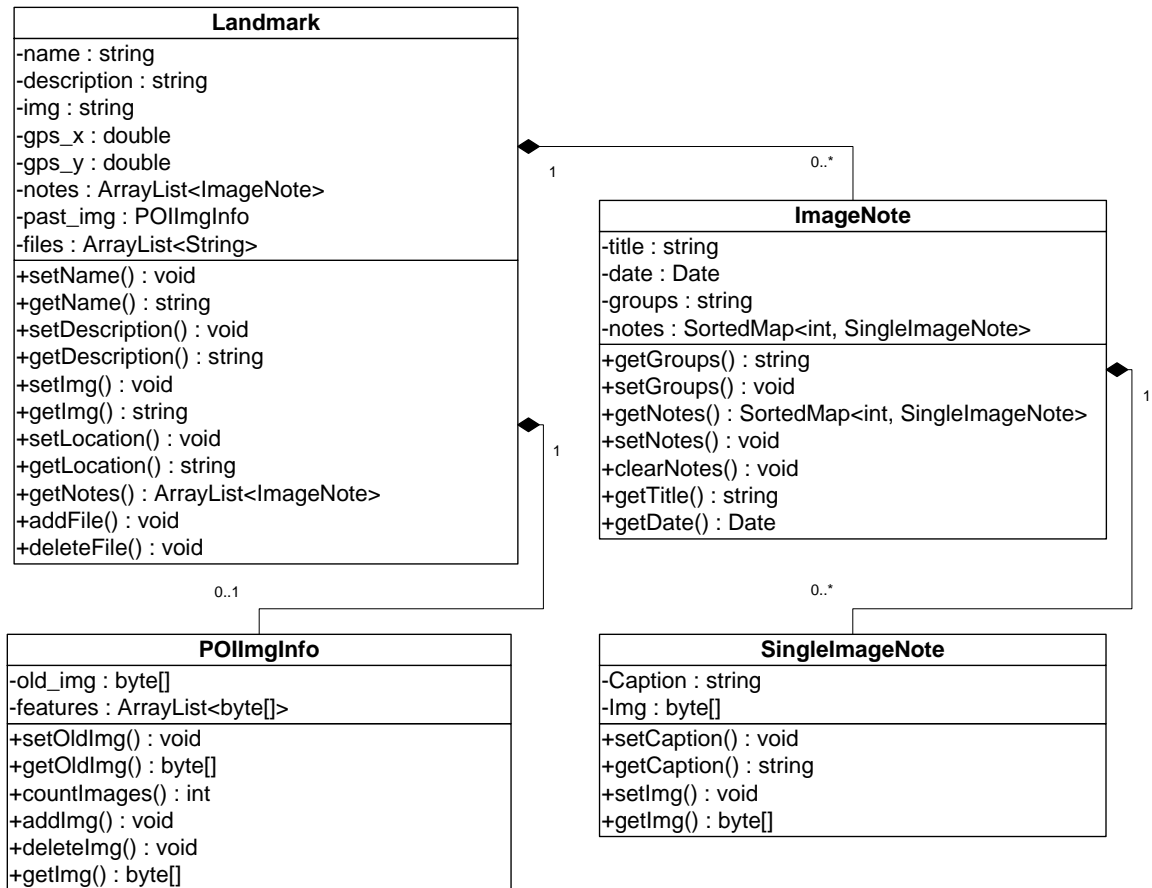 Landmark
-name : string
-description : string
-img : string
-gps_x : double
-gps_y : double
-notes : ArrayList<ImageNote>
-past_img : POIImgInfo
-files : ArrayList<String>
+setName() : void
+getName() : string
+setDescription() : void
+getDescription() : string
+setImg() : void
+getImg() : string
+setLocation() : void
+getLocation() : string
+getNotes() : ArrayList<ImageNote>
+addFile() : void
+deleteFile() : void
1
0..*
1
0..1
ImageNote
-title : string
-date : Date
-groups : string
-notes : SortedMap<int, SingleImageNote>
+getGroups() : string
+setGroups() : void
+getNotes() : SortedMap<int, SingleImageNote>
+setNotes() : void
+clearNotes() : void
+getTitle() : string
+getDate() : Date
1
0..*
POIImgInfo
-old_img : byte[]
-features : ArrayList<byte[]>
+setOldImg() : void
+getOldImg() : byte[]
+countImages() : int
+addImg() : void
+deleteImg() : void
+getImg() : byte[]
SingleImageNote
-Caption : string
-Img : byte[]
+setCaption() : void
+getCaption() : string
+setImg() : void
+getImg() : byte[]